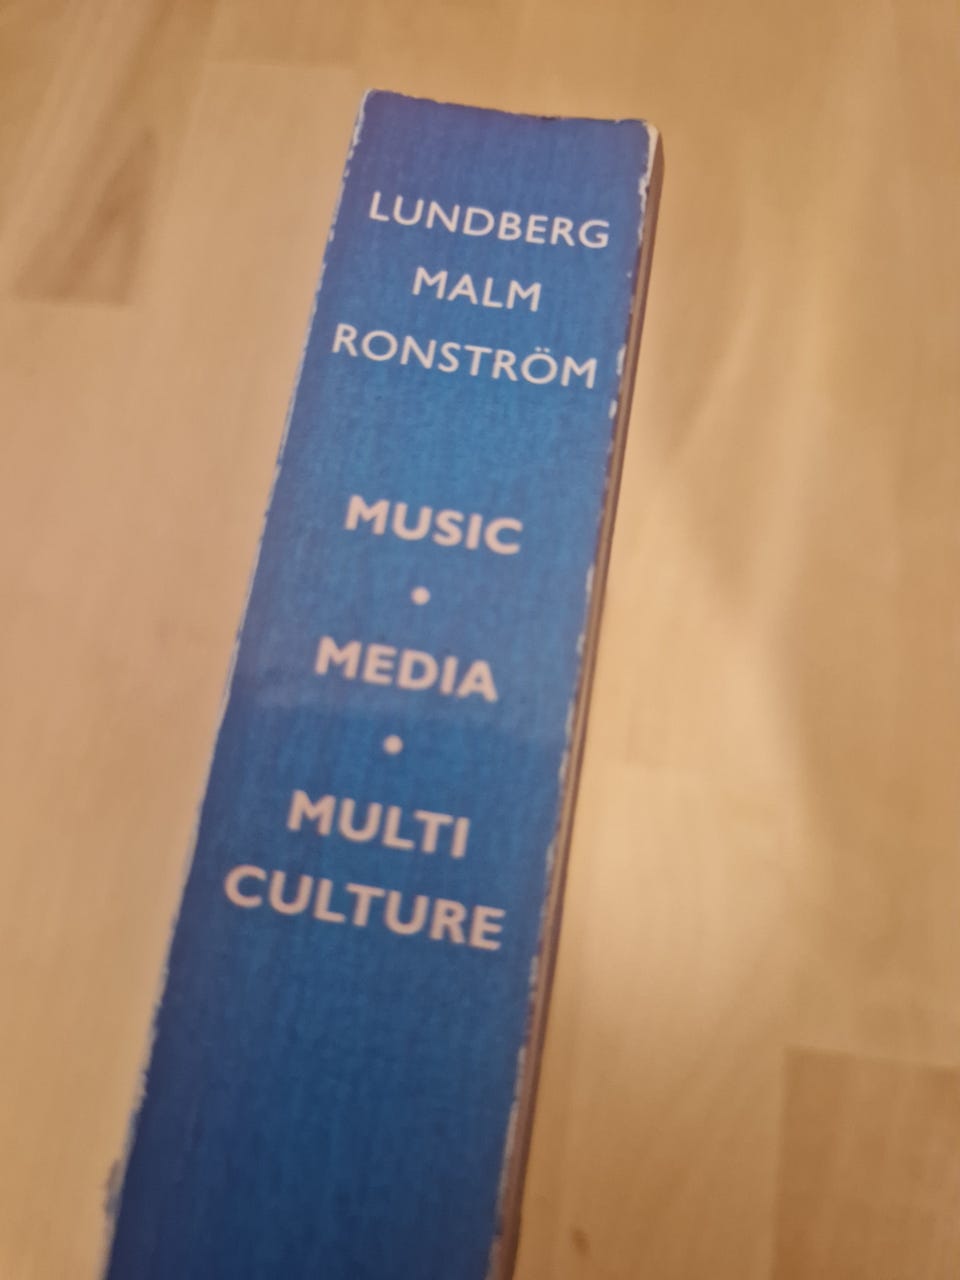 LUNDBERG
MALM
RONSTRÖM
MUSIC
•
MEDIA
•
MULTI
CULTURE